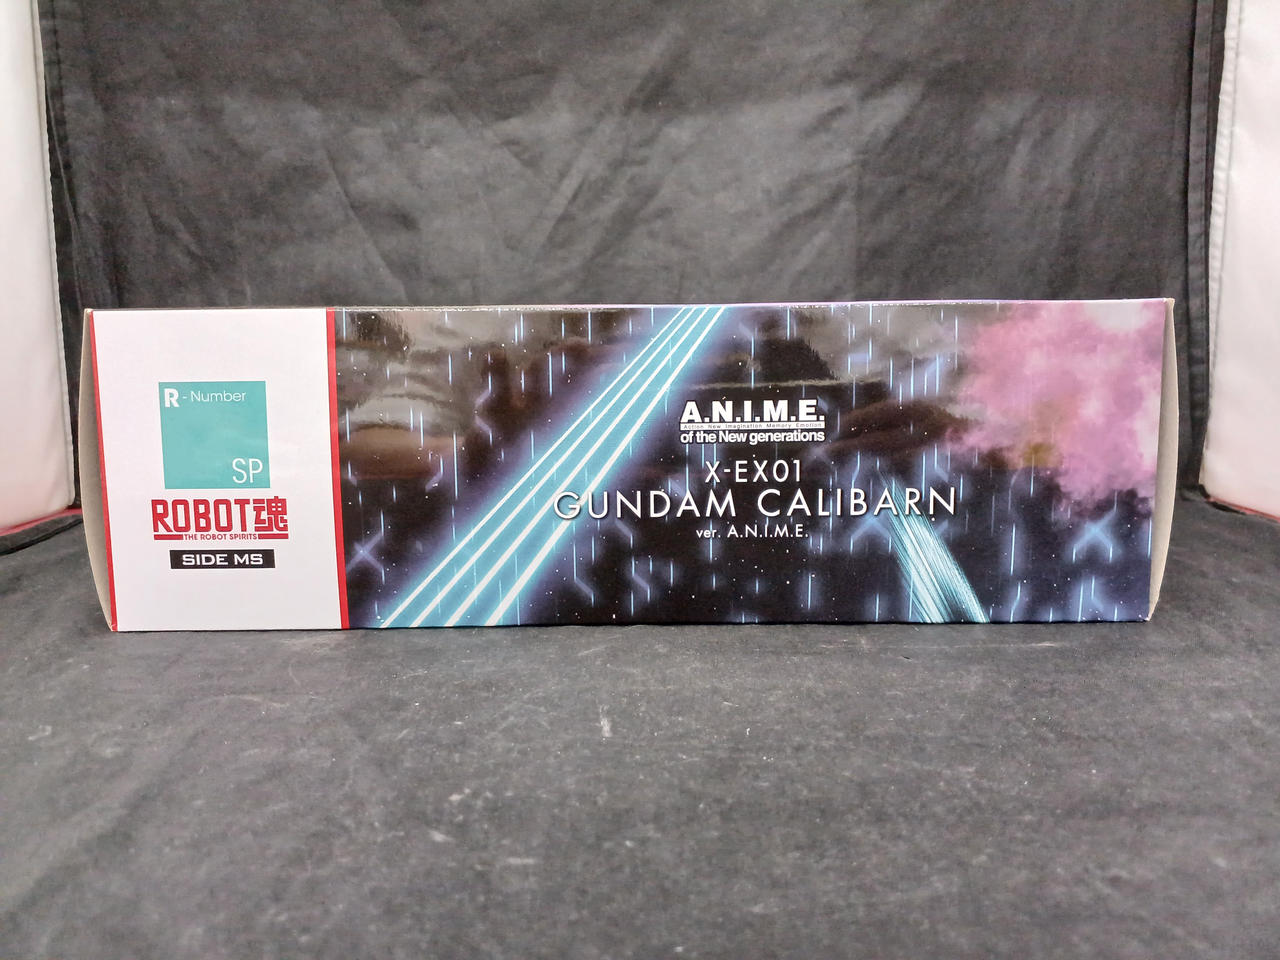 R - Number
SP
ROBOT魂
THE ROBOT SPIRITS
SIDE MS
A.N.I.M.E.
Action New Imagination Memory Emotion
of the New generations
X-EX01
GUNDAM CALIBARN
ver. A.N.I.M.E.